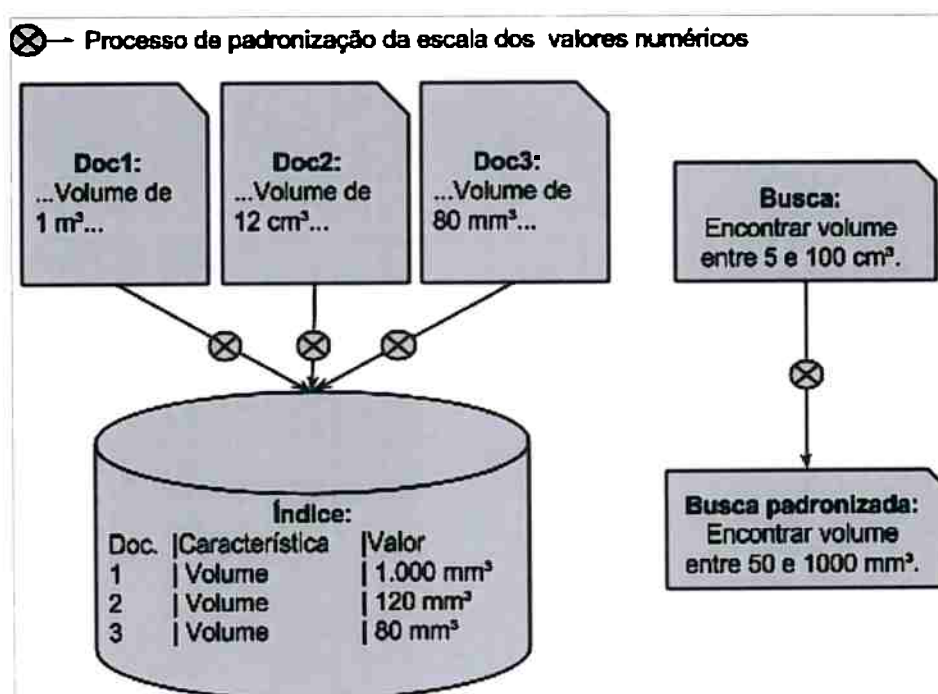 Processo de padronização da escala dos valores numéricos
Doc1:
...Volume de
1 m³...
Doc2:
...Volume de
12 cm³...
Doc3:
...Volume de
80 mm³...
Busca:
Encontrar volume
entre 5 e 100 cm³.
Índice:
Doc. |Característica |Valor
1 | Volume | 1.000 mm³
2 | Volume | 120 mm³
3 | Volume | 80 mm³
Busca padronizada:
Encontrar volume
entre 50 e 1000 mm³.